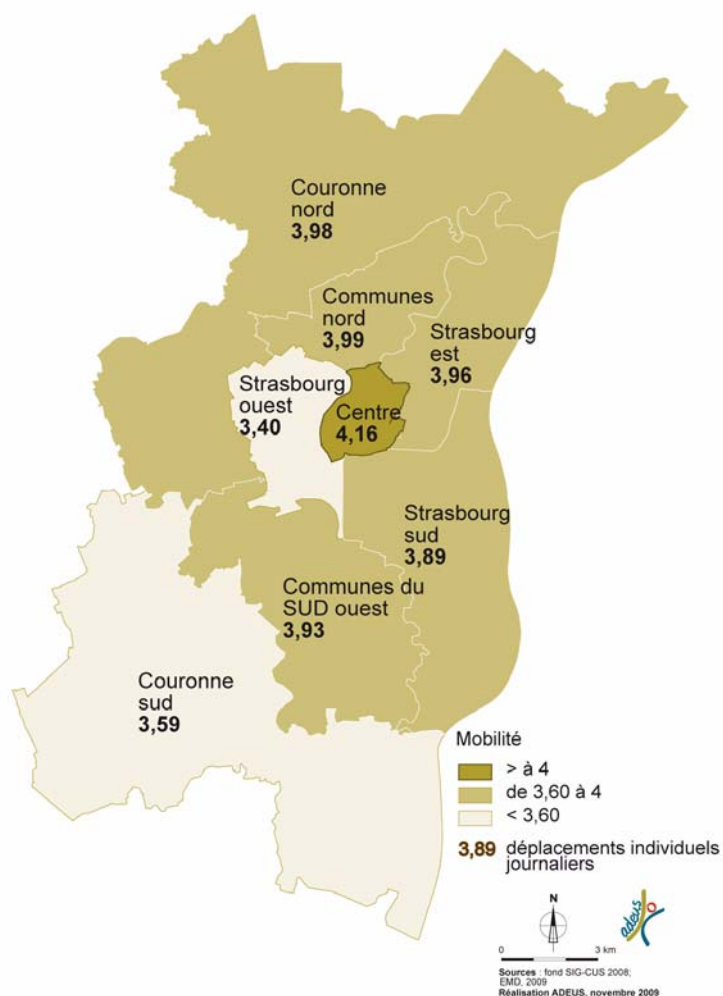 Couronne
nord
3,98
Communes
nord
3,99
Strasbourg
est
3,96
Strasbourg
ouest
3,40
Centre
4,16
Strasbourg
sud
3,89
Communes du
SUD ouest
3,93
Couronne
sud
3,59
Mobilité
> à 4
de 3,60 à 4
< 3,60
3,89 déplacements individuels
journaliers
N
adeus
0 3 km
Sources : fond SIG-CUS 2008;
EMD, 2009
Réalisation ADEUS, novembre 2009